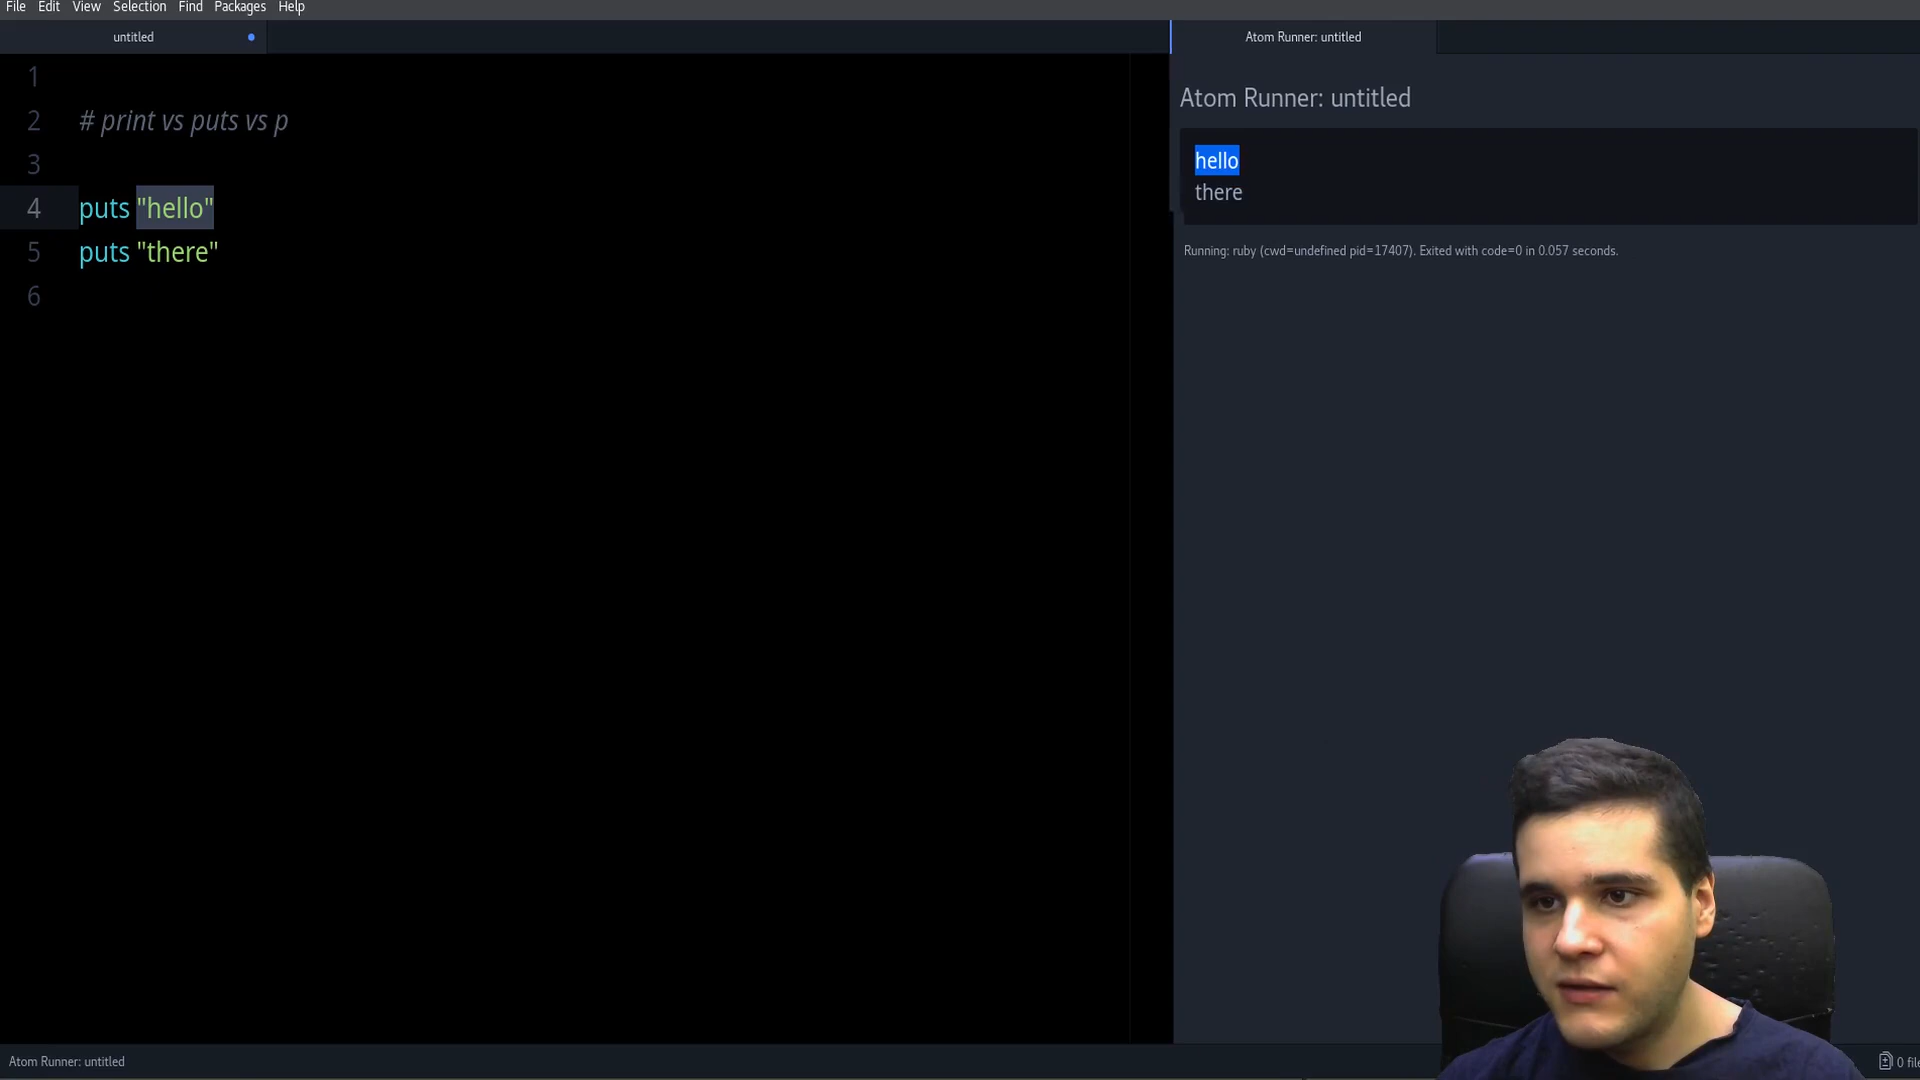 File Edit View Selection Find Packages Help
untitled
Atom Runner: untitled
1
2 # print vs puts vs p
3
4 puts "hello"
5 puts "there"
6
Atom Runner: untitled
hello
there
Running: ruby (cwd=undefined pid=17407). Exited with code=0 in 0.057 seconds.
Atom Runner: untitled
0